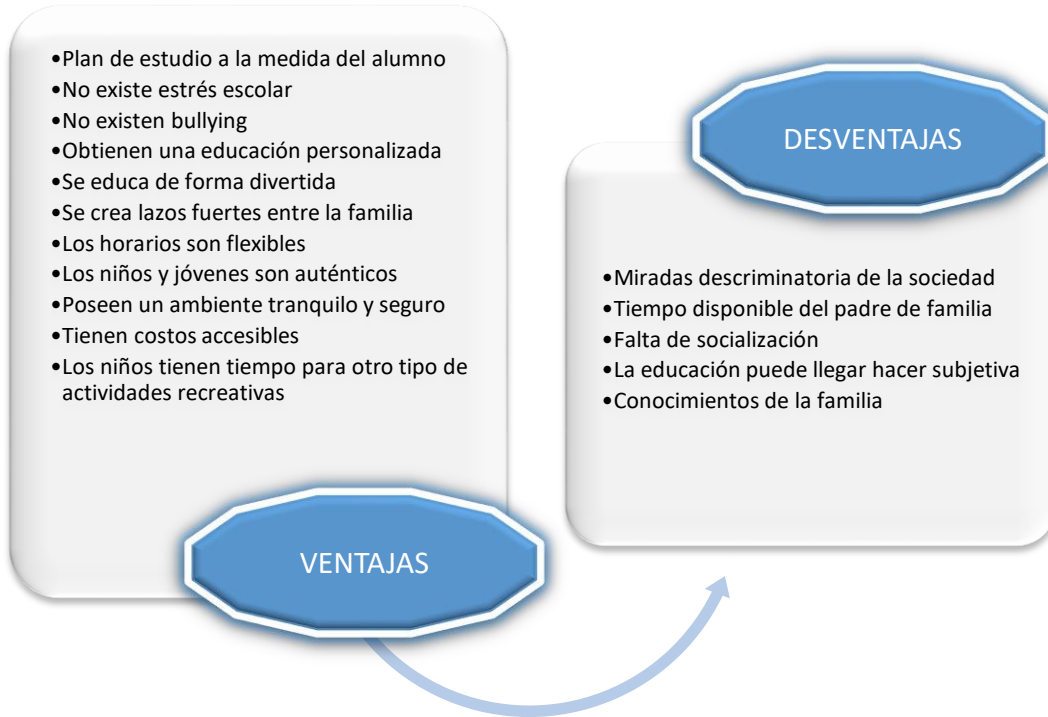 •Plan de estudio a la medida del alumno
•No existe estrés escolar
•No existen bullying
•Obtienen una educación personalizada
•Se educa de forma divertida
•Se crea lazos fuertes entre la familia
•Los horarios son flexibles
•Los niños y jóvenes son auténticos
•Poseen un ambiente tranquilo y seguro
•Tienen costos accesibles
•Los niños tienen tiempo para otro tipo de
actividades recreativas
VENTAJAS
DESVENTAJAS
•Miradas descriminatoria de la sociedad
•Tiempo disponible del padre de familia
•Falta de socialización
•La educación puede llegar hacer subjetiva
•Conocimientos de la familia